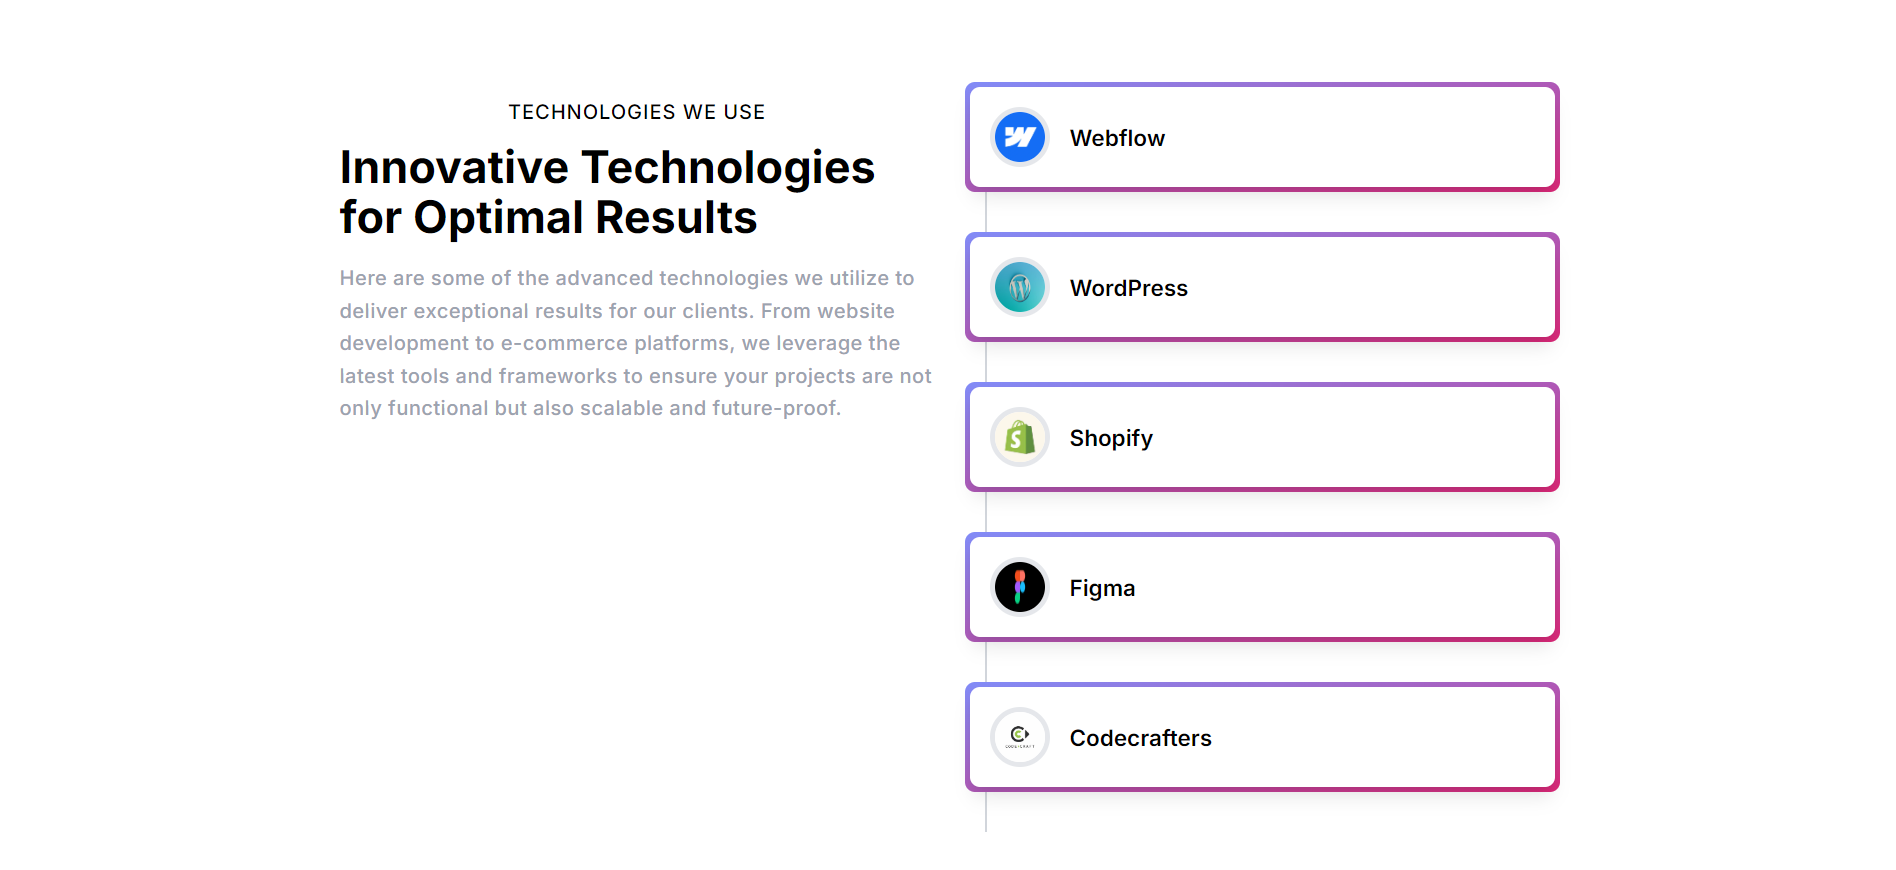 TECHNOLOGIES WE USE
Innovative Technologies
for Optimal Results
Here are some of the advanced technologies we utilize to
deliver exceptional results for our clients. From website
development to e-commerce platforms, we leverage the
latest tools and frameworks to ensure your projects are not
only functional but also scalable and future-proof.
Webflow
WordPress
Shopify
Figma
Codecrafters